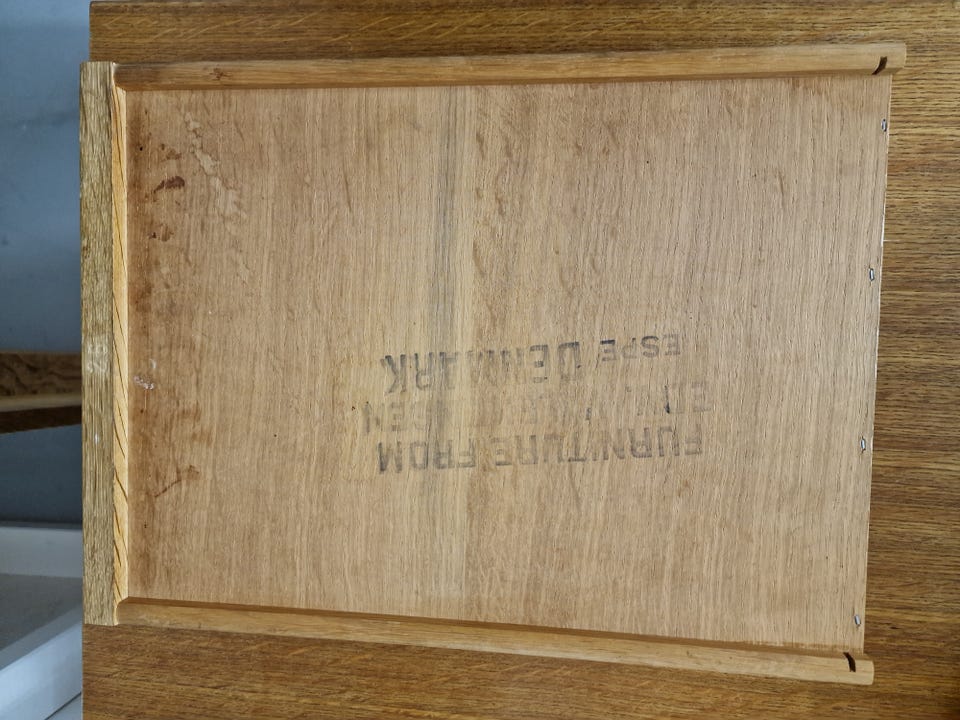 FURNITURE FROM
ESPE DENMARK